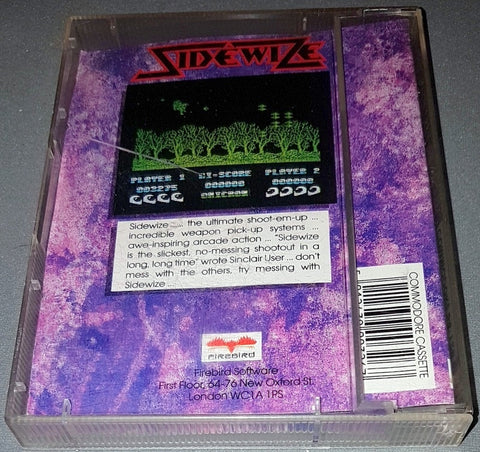 SIDEWIZE
PLAYER 1 HI-SCORE PLAYER 2
003275 000000 000000
OMICRON
Sidewize ... the ultimate shoot-em-up ...
incredible weapon pick-up systems ...
awe-inspiring arcade action ... "Sidewize
is the slickest, no-messing shootout in a
long, long time" wrote Sinclair User ... don't
mess with the others, try messing with
Sidewize ...
FIREBIRD
Firebird Software
First Floor, 64-76 New Oxford St.
London WC1A 1PS
COMMODORE CASSETTE